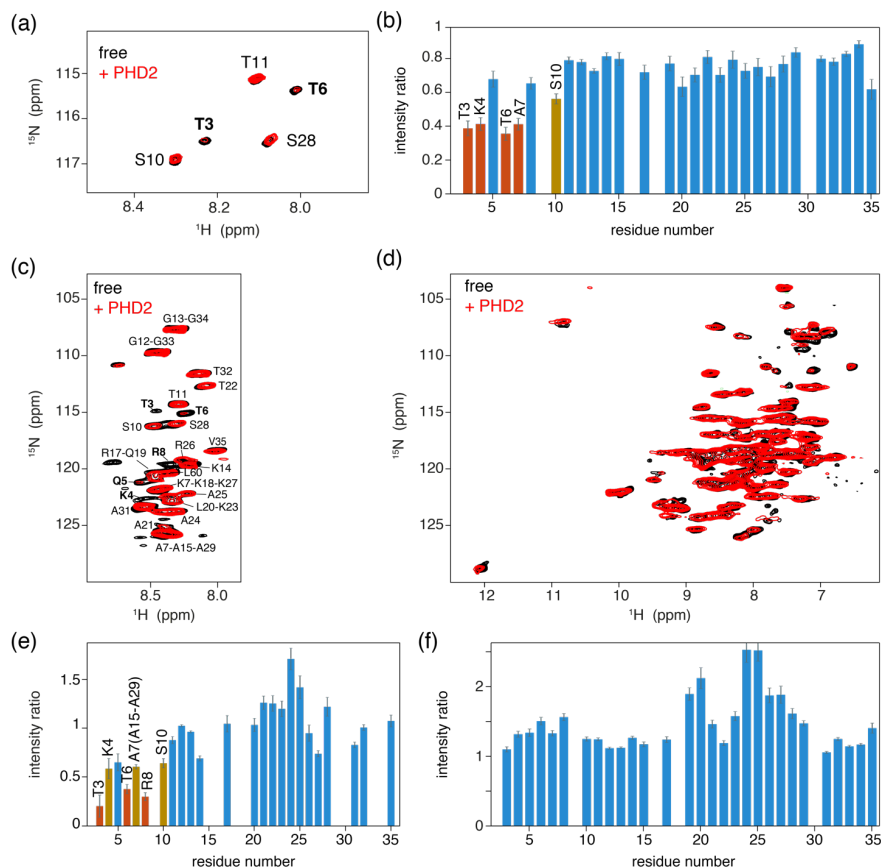 (a)
free
+ PHD2
T11
T6
T3
S28
S10
115
116
117
¹⁵N (ppm)
8.4
8.2
8.0
¹H (ppm)
(b)
intensity ratio
0.8
0.6
0.4
0.2
0
T3
K4
T6
A7
S10
5
10
15
20
25
30
35
residue number
(c)
free
+ PHD2
105
110
115
120
125
¹⁵N (ppm)
G13-G34
G12-G33
T32
T22
T11
T3
T6
S10
S28
R26
V35
R17-Q19
R8
K14
L60
Q5
K7-K18-K27
K4
A25
A31
L20-K23
A24
A21
A7-A15-A29
8.5
8.0
¹H (ppm)
(d)
free
+ PHD2
105
110
115
120
125
¹⁵N (ppm)
12
11
10
9
8
7
¹H (ppm)
(e)
intensity ratio
1.5
1
0.5
0
T3
K4
T6
A7(A15-A29)
R8
S10
5
10
15
20
25
30
35
residue number
(f)
intensity ratio
2
1
0
5
10
15
20
25
30
35
residue number